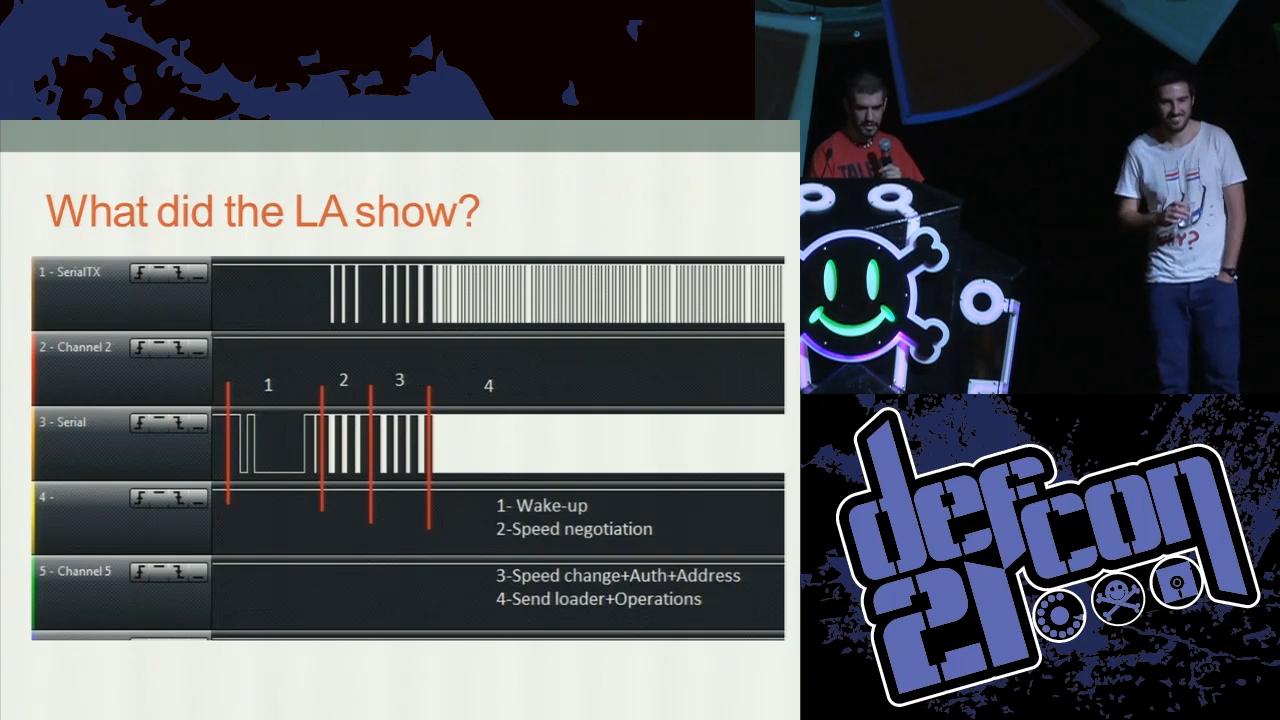 What did the LA show?
1 - SerialTX
2 - Channel 2
1
2
3
4
3 - Serial
4 -
1- Wake-up
2-Speed negotiation
5 - Channel 5
3-Speed change+Auth+Address
4-Send loader+Operations
defcon
21